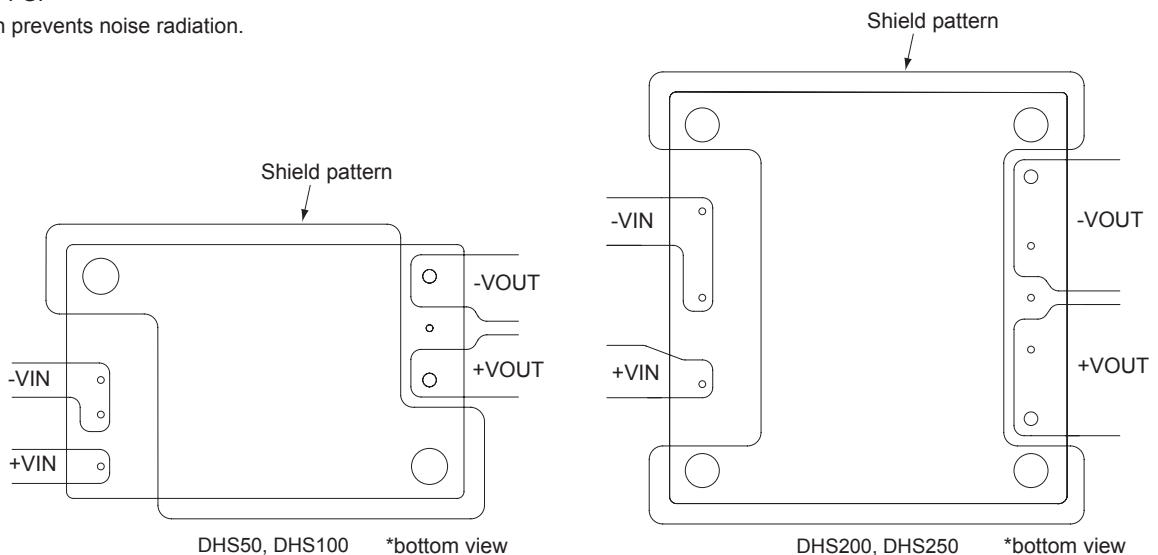 prevents noise radiation.
Shield pattern
-VIN
+VIN
-VOUT
+VOUT
DHS50, DHS100 *bottom view
Shield pattern
-VIN
+VIN
-VOUT
+VOUT
DHS200, DHS250 *bottom view